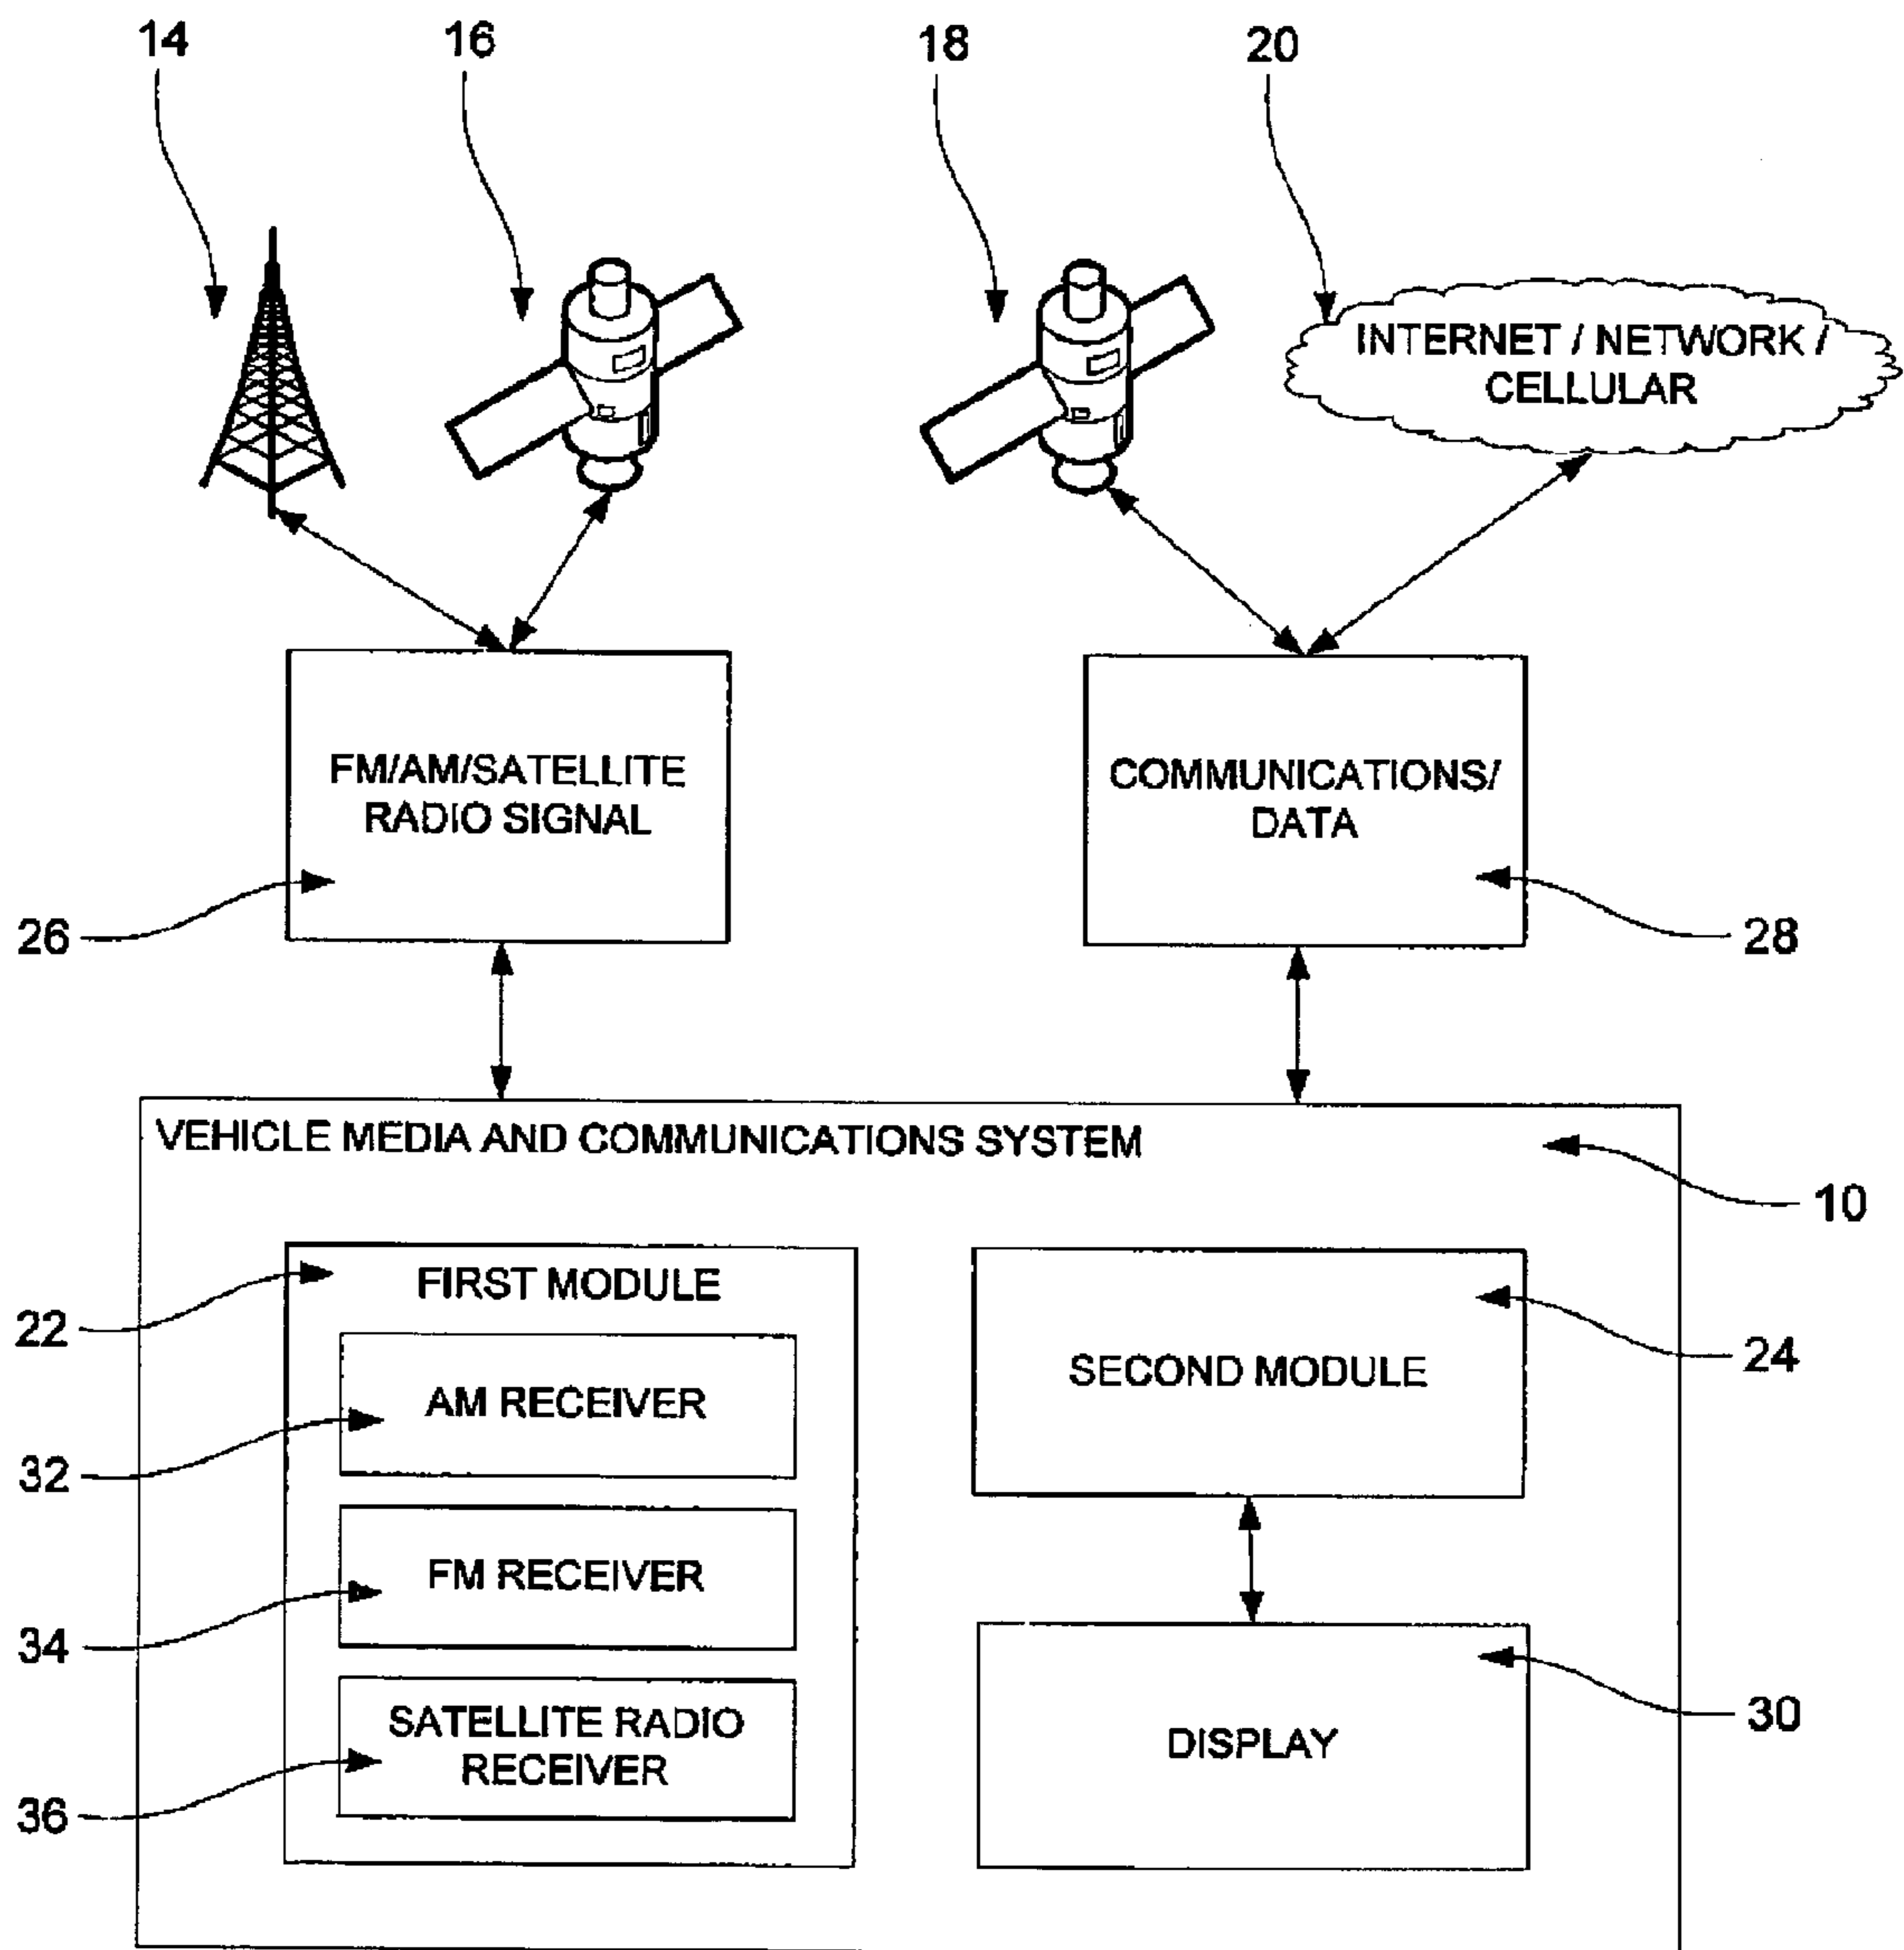 14
16
18
20
INTERNET / NETWORK /
CELLULAR
FM/AM/SATELLITE
RADIO SIGNAL
COMMUNICATIONS/
DATA
26
28
VEHICLE MEDIA AND COMMUNICATIONS SYSTEM
10
FIRST MODULE
22
AM RECEIVER
32
FM RECEIVER
34
SATELLITE RADIO
RECEIVER
36
SECOND MODULE
24
DISPLAY
30